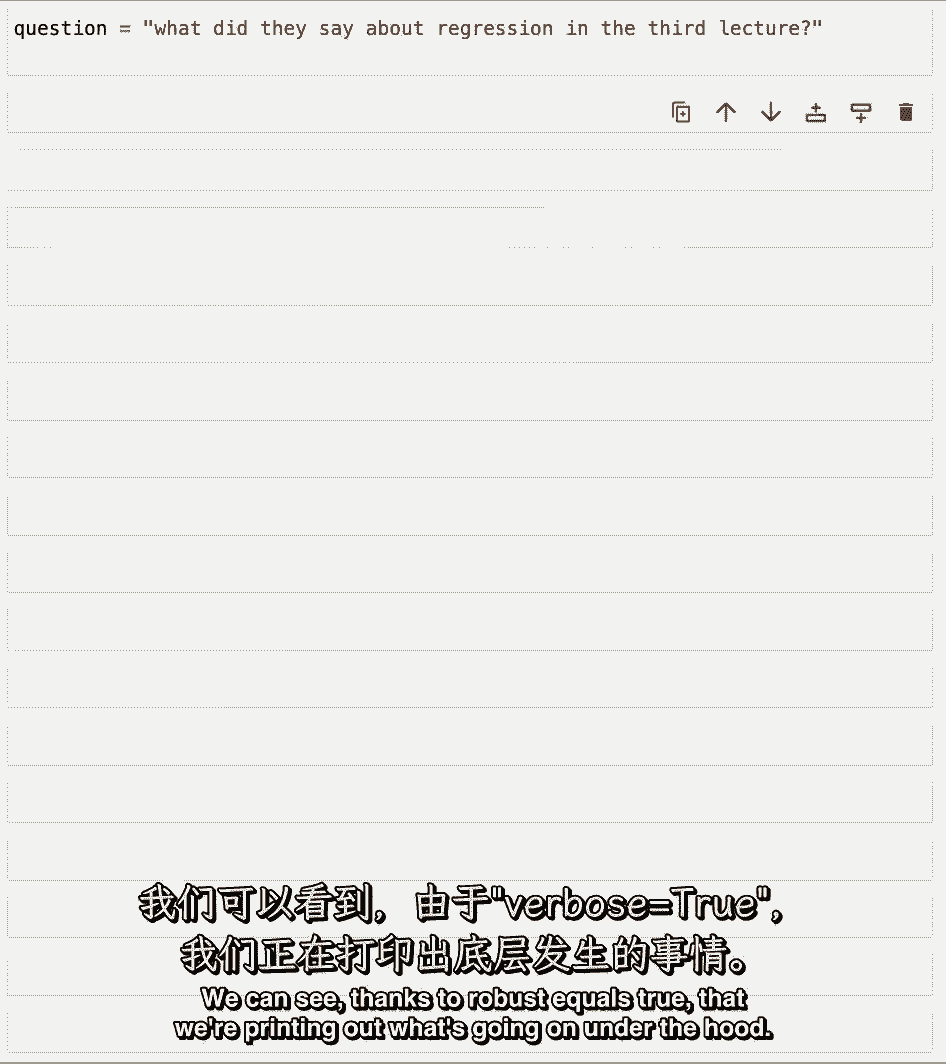 question = "what did they say about regression in the third lecture?"
我们可以看到，由于"verbose=True",
我们正在打印出底层发生的事情。
We can see, thanks to robust equals true, that
we're printing out what's going on under the hood.